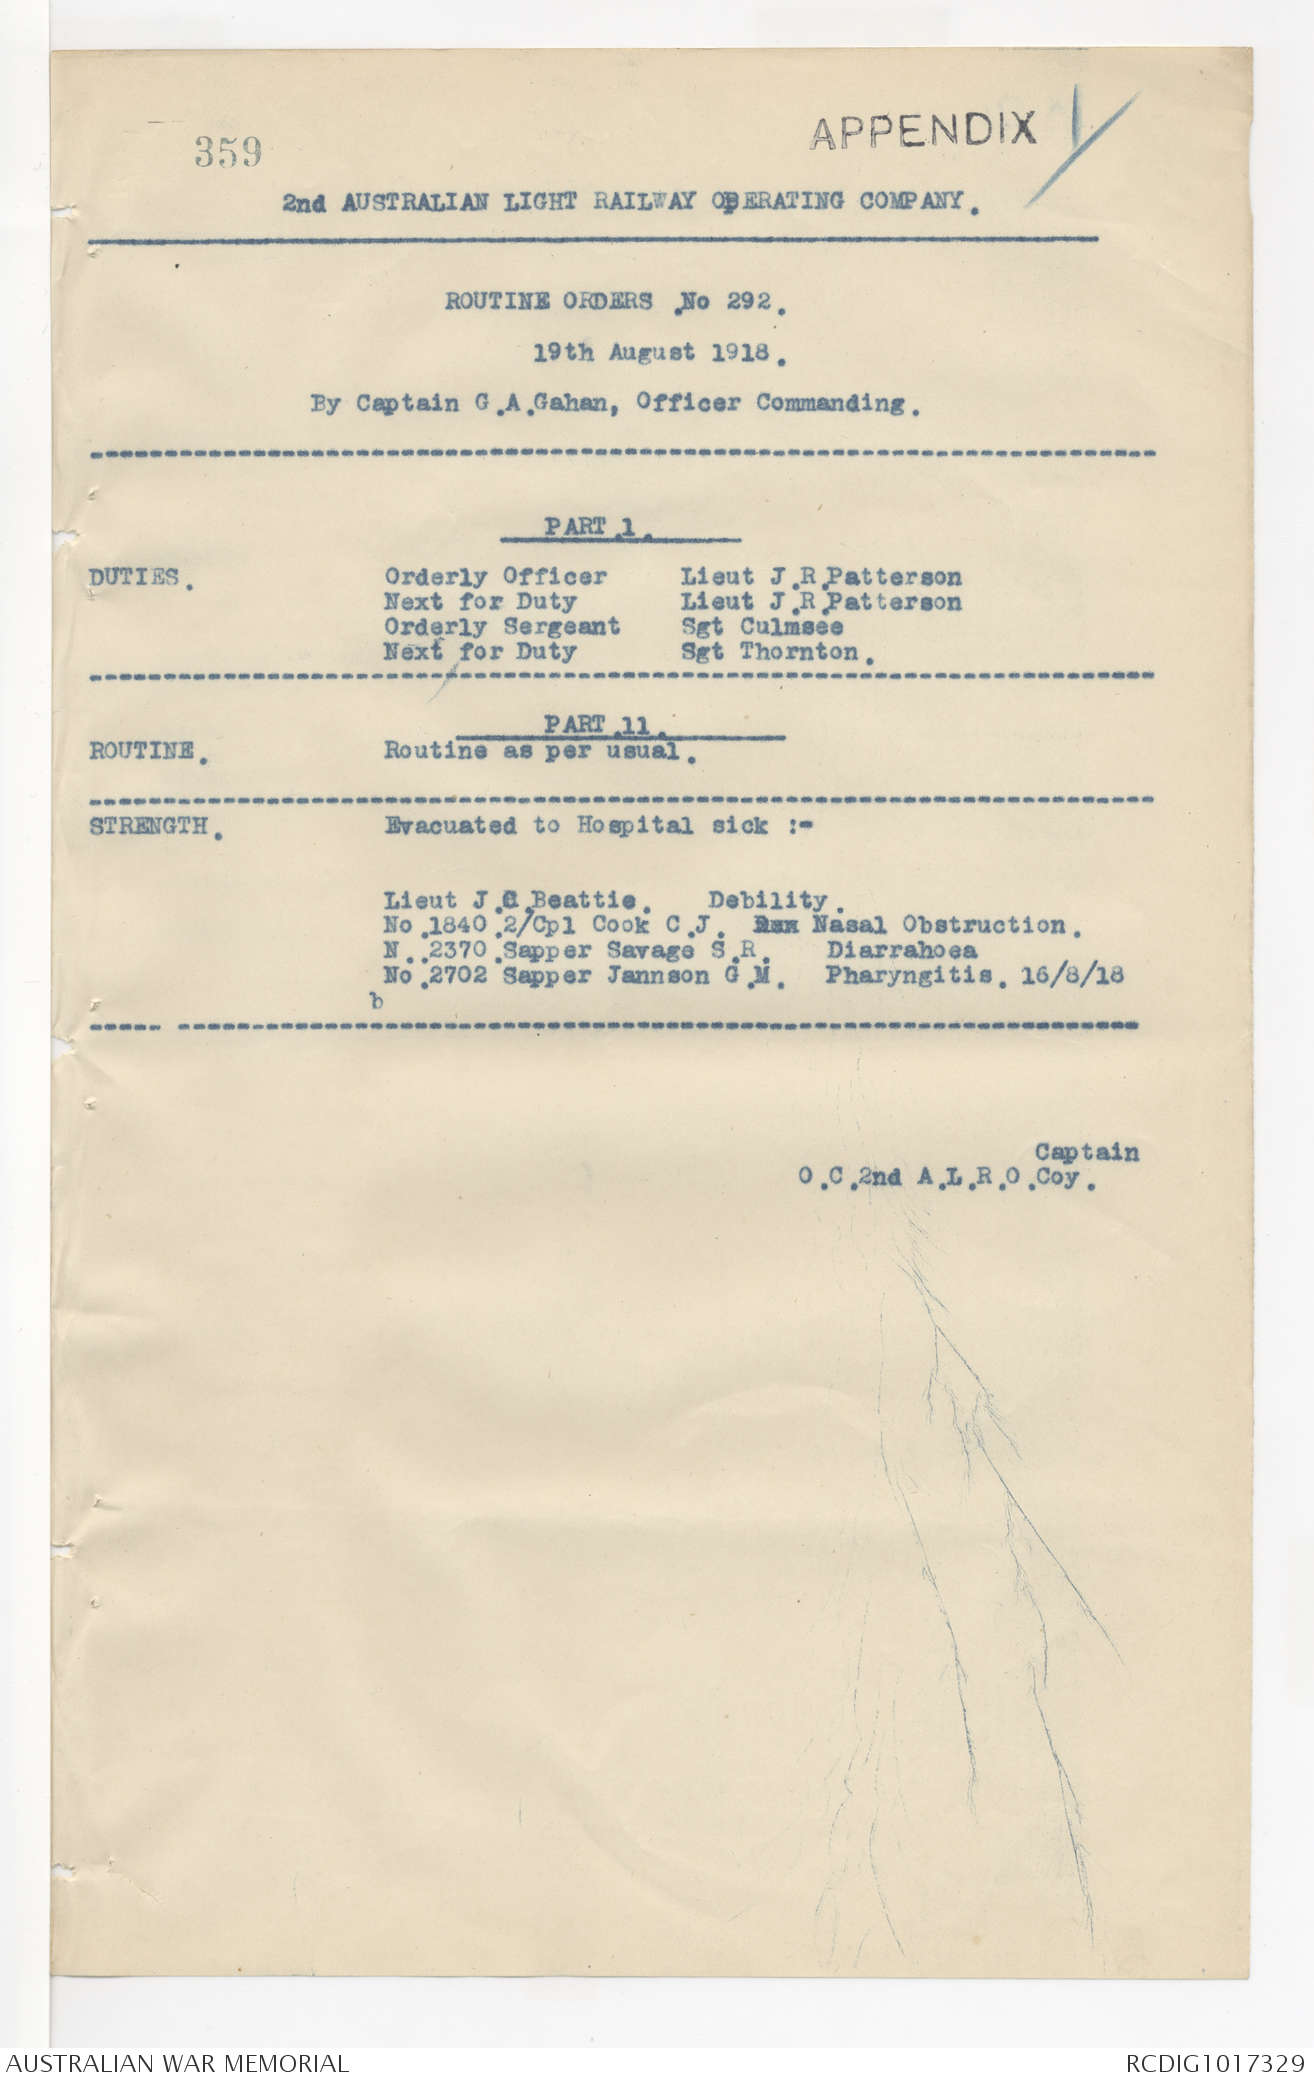 359
APPENDIX 1
2nd AUSTRALIAN LIGHT RAILWAY OPERATING COMPANY.
ROUTINE ORDERS .No 292.
19th August 1918.
By Captain G.A.Gahan, Officer Commanding.
PART.1.
DUTIES. Orderly Officer Lieut J.R.Patterson
Next for Duty Lieut J.R.Patterson
Orderly Sergeant Sgt Culmsee
Next for Duty Sgt Thornton.
PART.11.
ROUTINE. Routine as per usual.
STRENGTH. Evacuated to Hospital sick :-
Lieut J. .Beattie. Debility.
No.1840.2/Cpl Cook C.J. Nasal Obstruction.
N..2370.Sapper Savage S.R. Diarrahoea
No.2702 Sapper Jannson G.M. Pharyngitis. 16/8/18
b
Captain
O.C.2nd A.L.R.O.Coy.
AUSTRALIAN WAR MEMORIAL RCDIG1017329